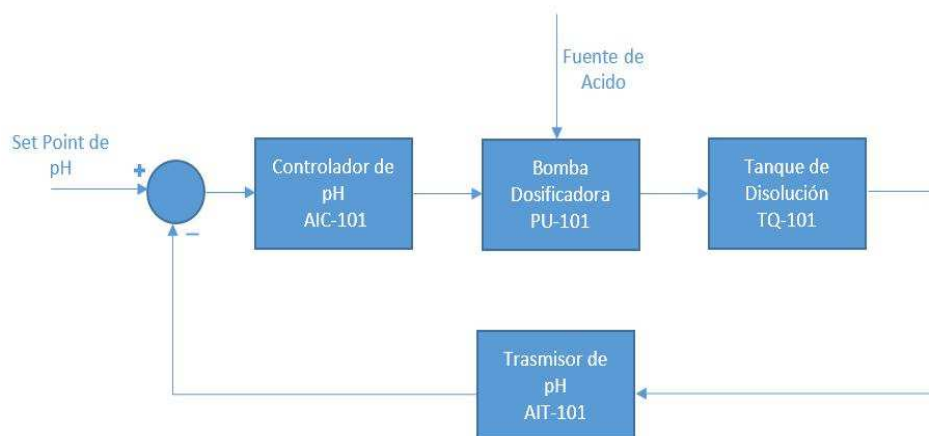 Fuente de
Acido
Set Point de
pH
+
Controlador de
pH
AIC-101
Bomba
Dosificadora
PU-101
Tanque de
Disolución
TQ-101
−
Trasmisor de
pH
AIT-101